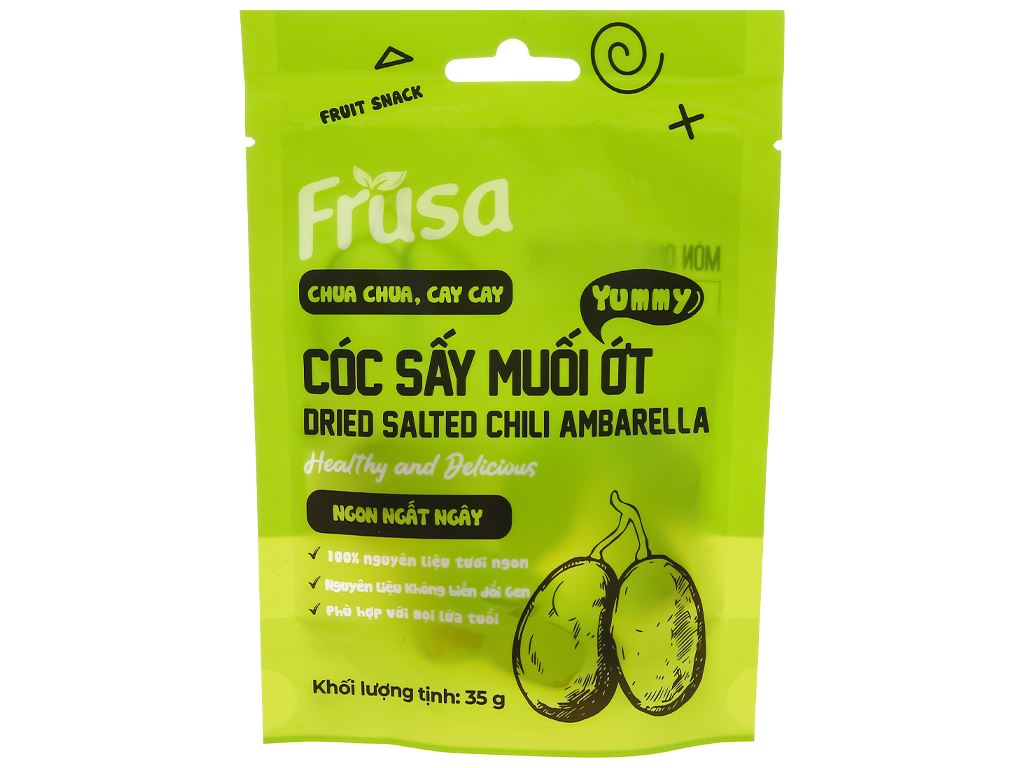 FRUIT SNACK
Frusa
MÓN
CHUA CHUA, CAY CAY
YUMMY
CÓC SẤY MUỐI ỚT
DRIED SALTED CHILI AMBARELLA
Healthy and Delicious
NGON NGẤT NGÂY
100% nguyên liệu tươi ngon
Nguyên liệu không biến đổi Gen
Phù hợp với mọi lứa tuổi
Khối lượng tịnh: 35 g